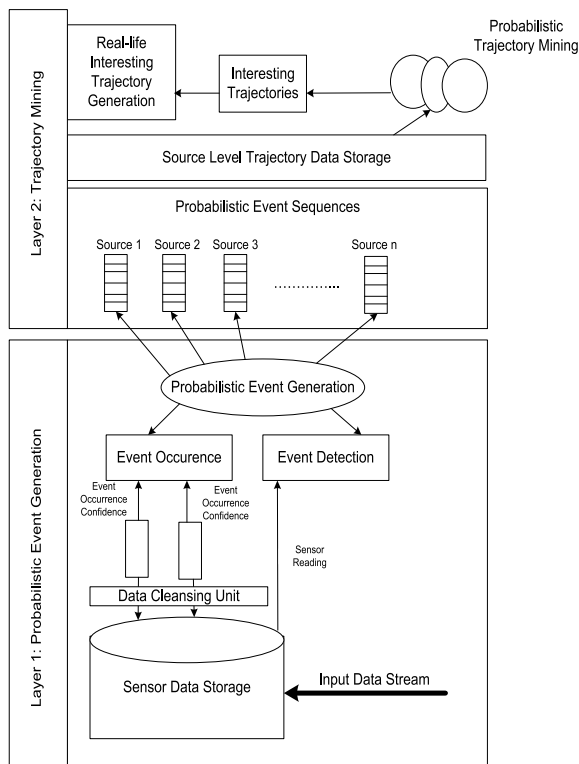 Layer 2: Trajectory Mining
Real-life
Interesting
Trajectory
Generation
Interesting
Trajectories
Probabilistic
Trajectory Mining
Source Level Trajectory Data Storage
Probabilistic Event Sequences
Source 1
Source 2
Source 3
Source n
...................
Layer 1: Probabilistic Event Generation
Probabilistic Event Generation
Event Occurence
Event Detection
Event
Occurrence
Confidence
Event
Occurrence
Confidence
Sensor
Reading
Data Cleansing Unit
Sensor Data Storage
Input Data Stream